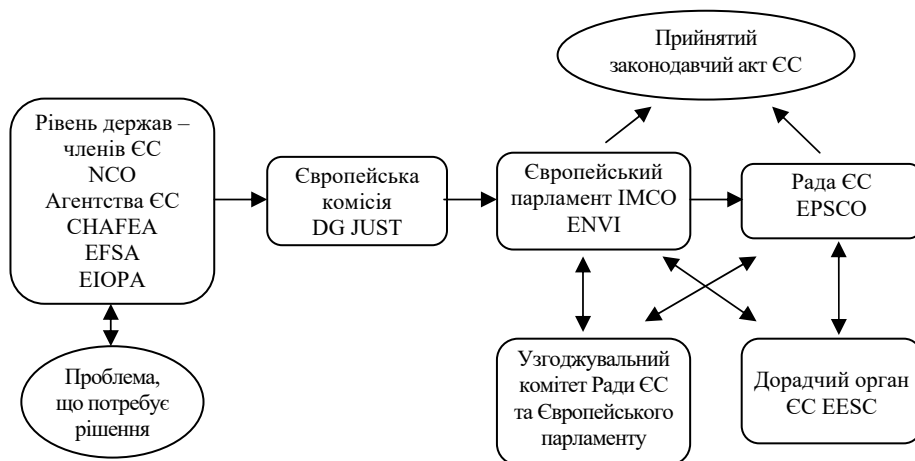 Прийнятий
законодавчий акт ЄС
Рівень держав –
членів ЄС
NCO
Агентства ЄС
CHAFEA
EFSA
EIOPA
Європейська
комісія
DG JUST
Європейський
парламент IMCO
ENVI
Рада ЄС
EPSCO
Проблема,
що потребує
рішення
Узгоджувальний
комітет Ради ЄС
та Європейського
парламенту
Дорадчий орган
ЄС EESC